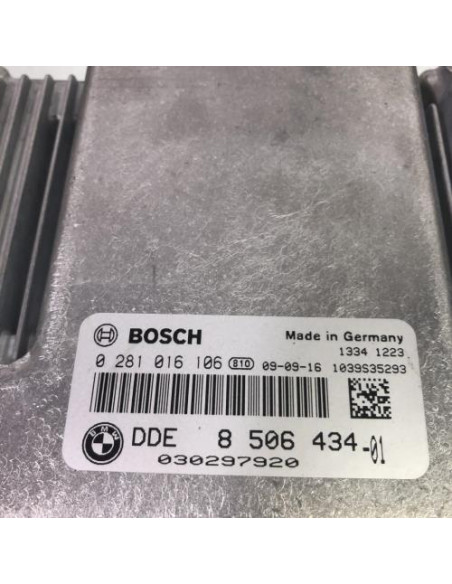 BOSCH Made in Germany
1334 1223
0 281 016 106 810 09-09-16 1039S35293
BMW DDE 8 506 434-01
030297920